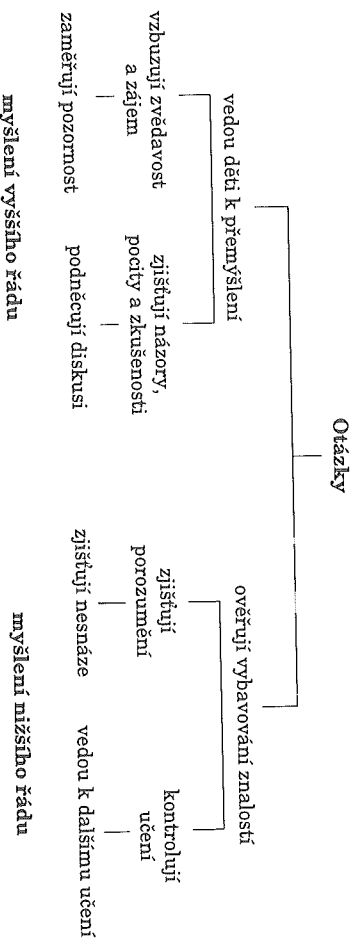 Otázky
vedou děti k přemýšlení
ověřují vybavování znalostí
vzbuzují zvědavost
a zájem
zjišťují názory,
pocity a zkušenosti
zjišťují
porozumění
kontrolují
učení
zaměřují pozornost
podněcují diskusi
zjišťují nesnáze
vedou k dalšímu učení
myšlení vyššího řádu
myšlení nižšího řádu